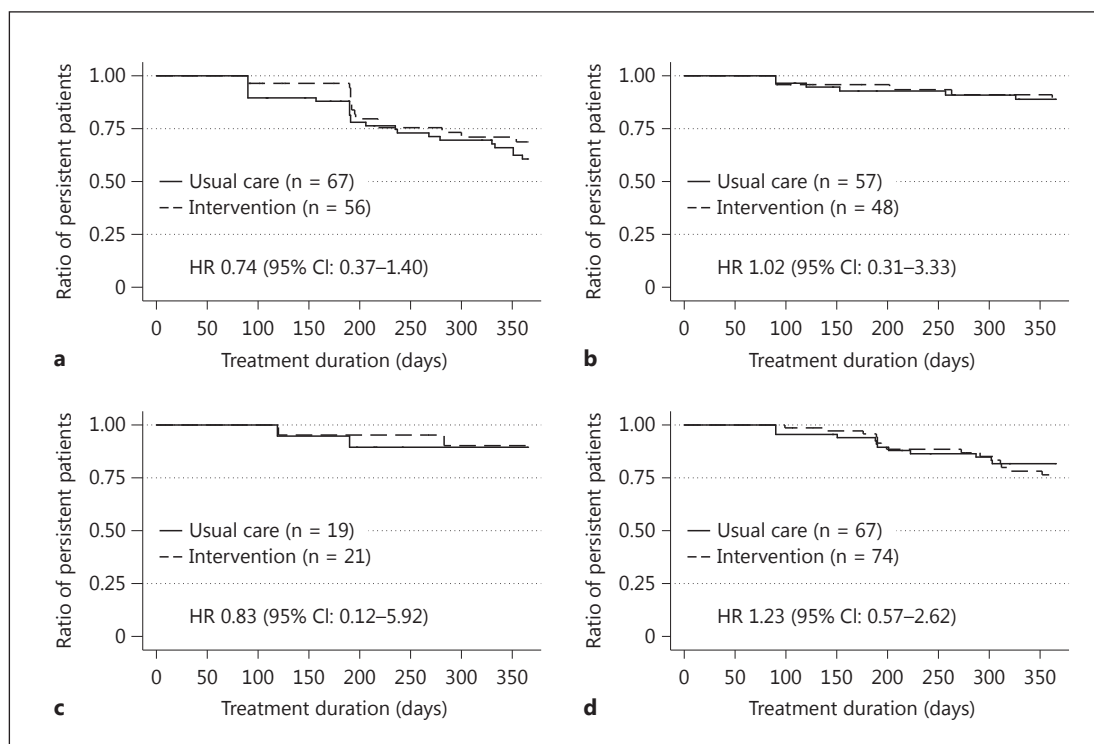 Ratio of persistent patients
1.00
0.75
0.50
0.25
0
Usual care (n = 67)
Intervention (n = 56)
HR 0.74 (95% CI: 0.37–1.40)
0 50 100 150 200 250 300 350
a
Treatment duration (days)
Ratio of persistent patients
1.00
0.75
0.50
0.25
0
Usual care (n = 57)
Intervention (n = 48)
HR 1.02 (95% CI: 0.31–3.33)
0 50 100 150 200 250 300 350
b
Treatment duration (days)
Ratio of persistent patients
1.00
0.75
0.50
0.25
0
Usual care (n = 19)
Intervention (n = 21)
HR 0.83 (95% CI: 0.12–5.92)
0 50 100 150 200 250 300 350
c
Treatment duration (days)
Ratio of persistent patients
1.00
0.75
0.50
0.25
0
Usual care (n = 67)
Intervention (n = 74)
HR 1.23 (95% CI: 0.57–2.62)
0 50 100 150 200 250 300 350
d
Treatment duration (days)